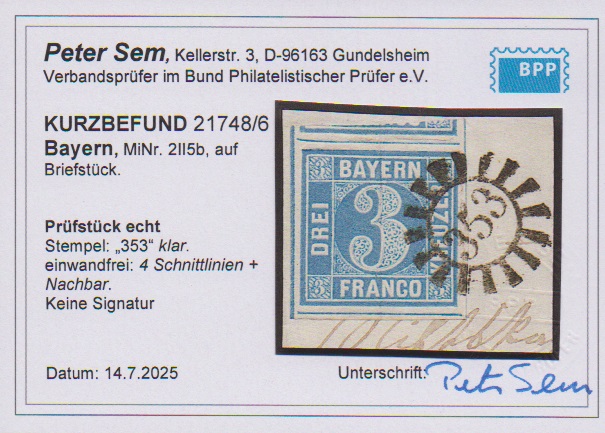 Peter Sem, Kellerstr. 3, D-96163 Gundelsheim
Verbandsprüfer im Bund Philatelistischer Prüfer e.V.
BPP
KURZBEFUND 21748/6
Bayern, MiNr. 2II5b, auf
Briefstück.
Prüfstück echt
Stempel: „353“ klar.
einwandfrei: 4 Schnittlinien +
Nachbar.
Keine Signatur
BAYERN
DREI
3
FRANCO
353
Datum: 14.7.2025
Unterschrift:
Peter Sem